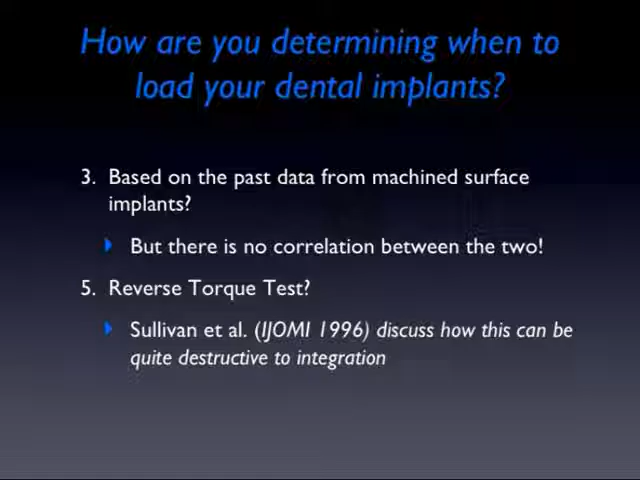 How are you determining when to
load your dental implants?
3. Based on the past data from machined surface
implants?
But there is no correlation between the two!
5. Reverse Torque Test?
Sullivan et al. (IJOMI 1996) discuss how this can be
quite destructive to integration